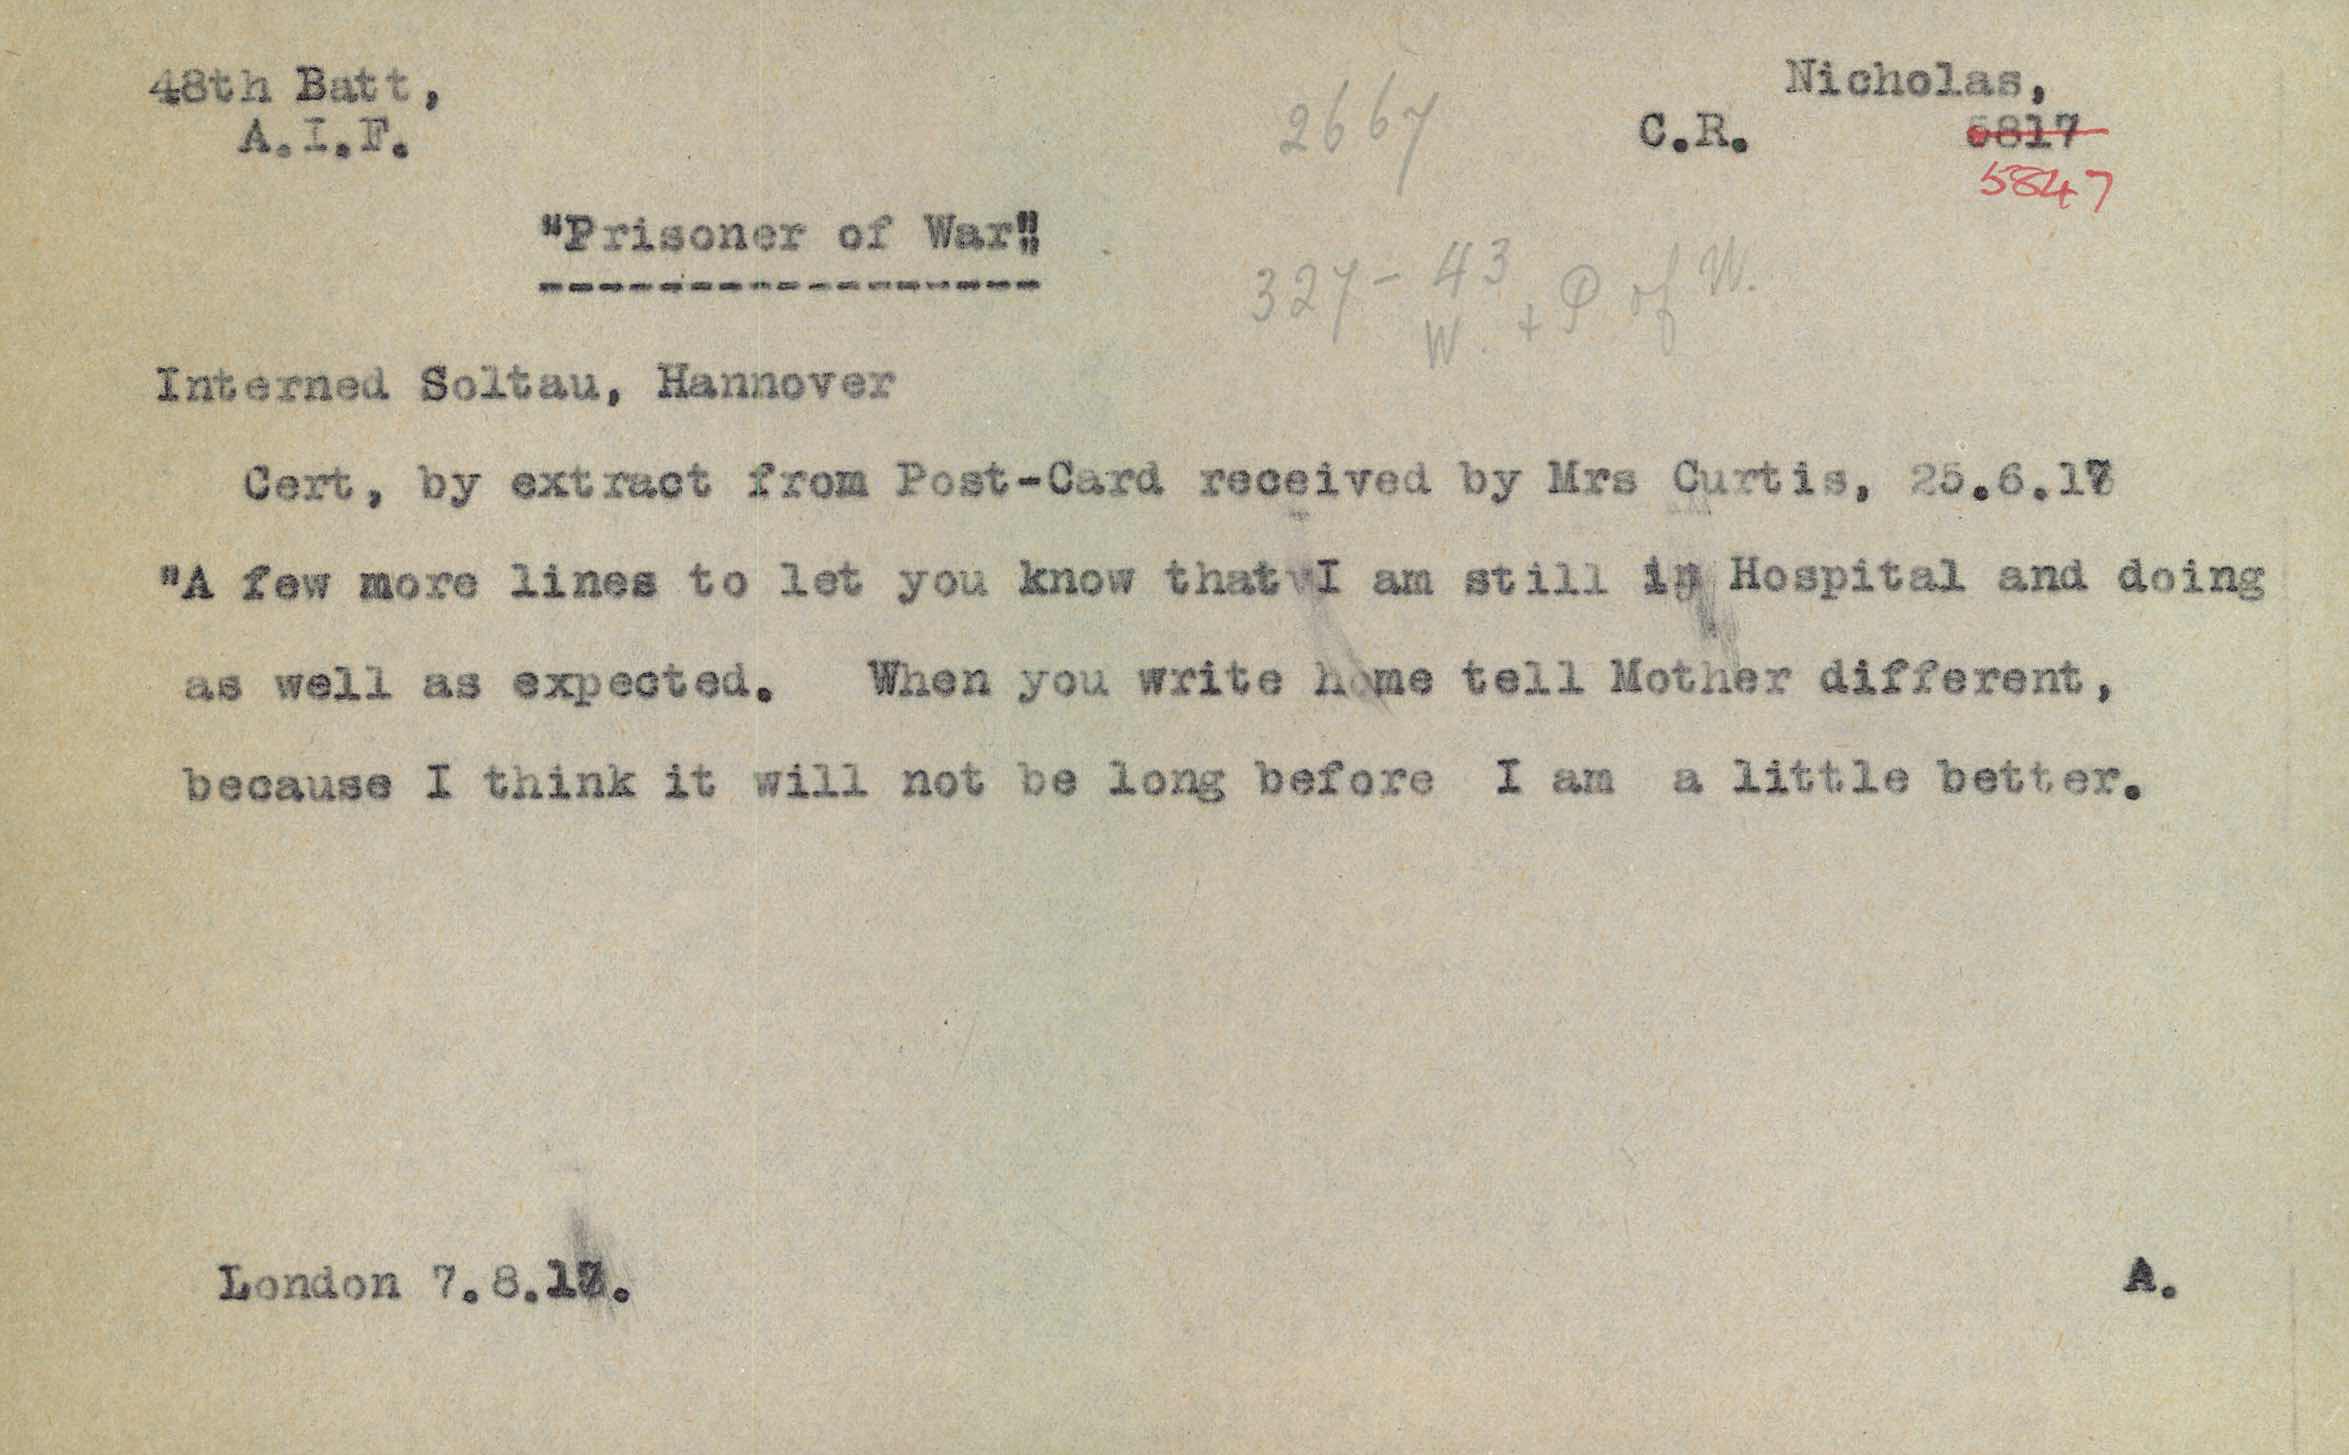 48th Batt,
A.I.F.
2667
Nicholas,
C.R. 5817
5847
"Prisoner of War"
------------------
327 - 43
W. + P of W.
Interned Soltau, Hannover
Cert, by extract from Post-Card received by Mrs Curtis, 25.6.17
"A few more lines to let you know that I am still in Hospital and doing
as well as expected. When you write home tell Mother different,
because I think it will not be long before I am a little better.
London 7.8.17.
A.